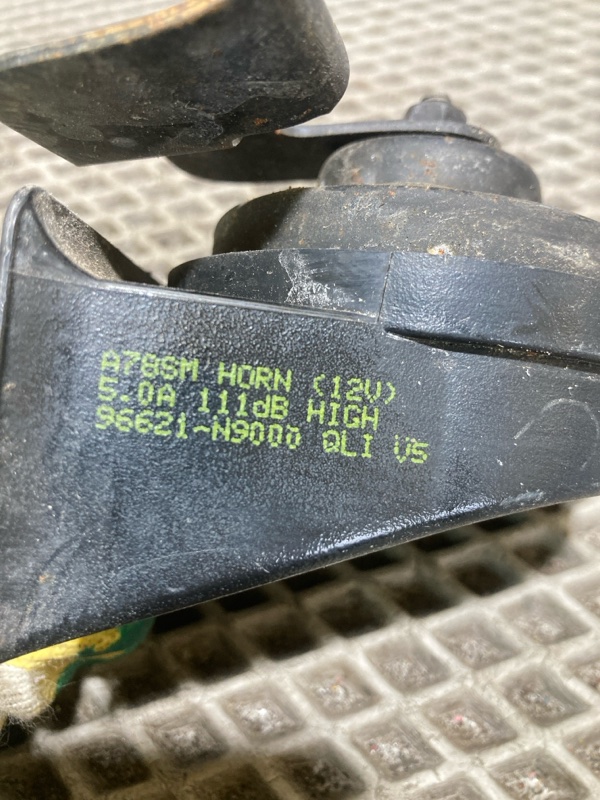 A78SM HORN (12V)
5.0A 111dB HIGH
96621-N9000 QLI V5